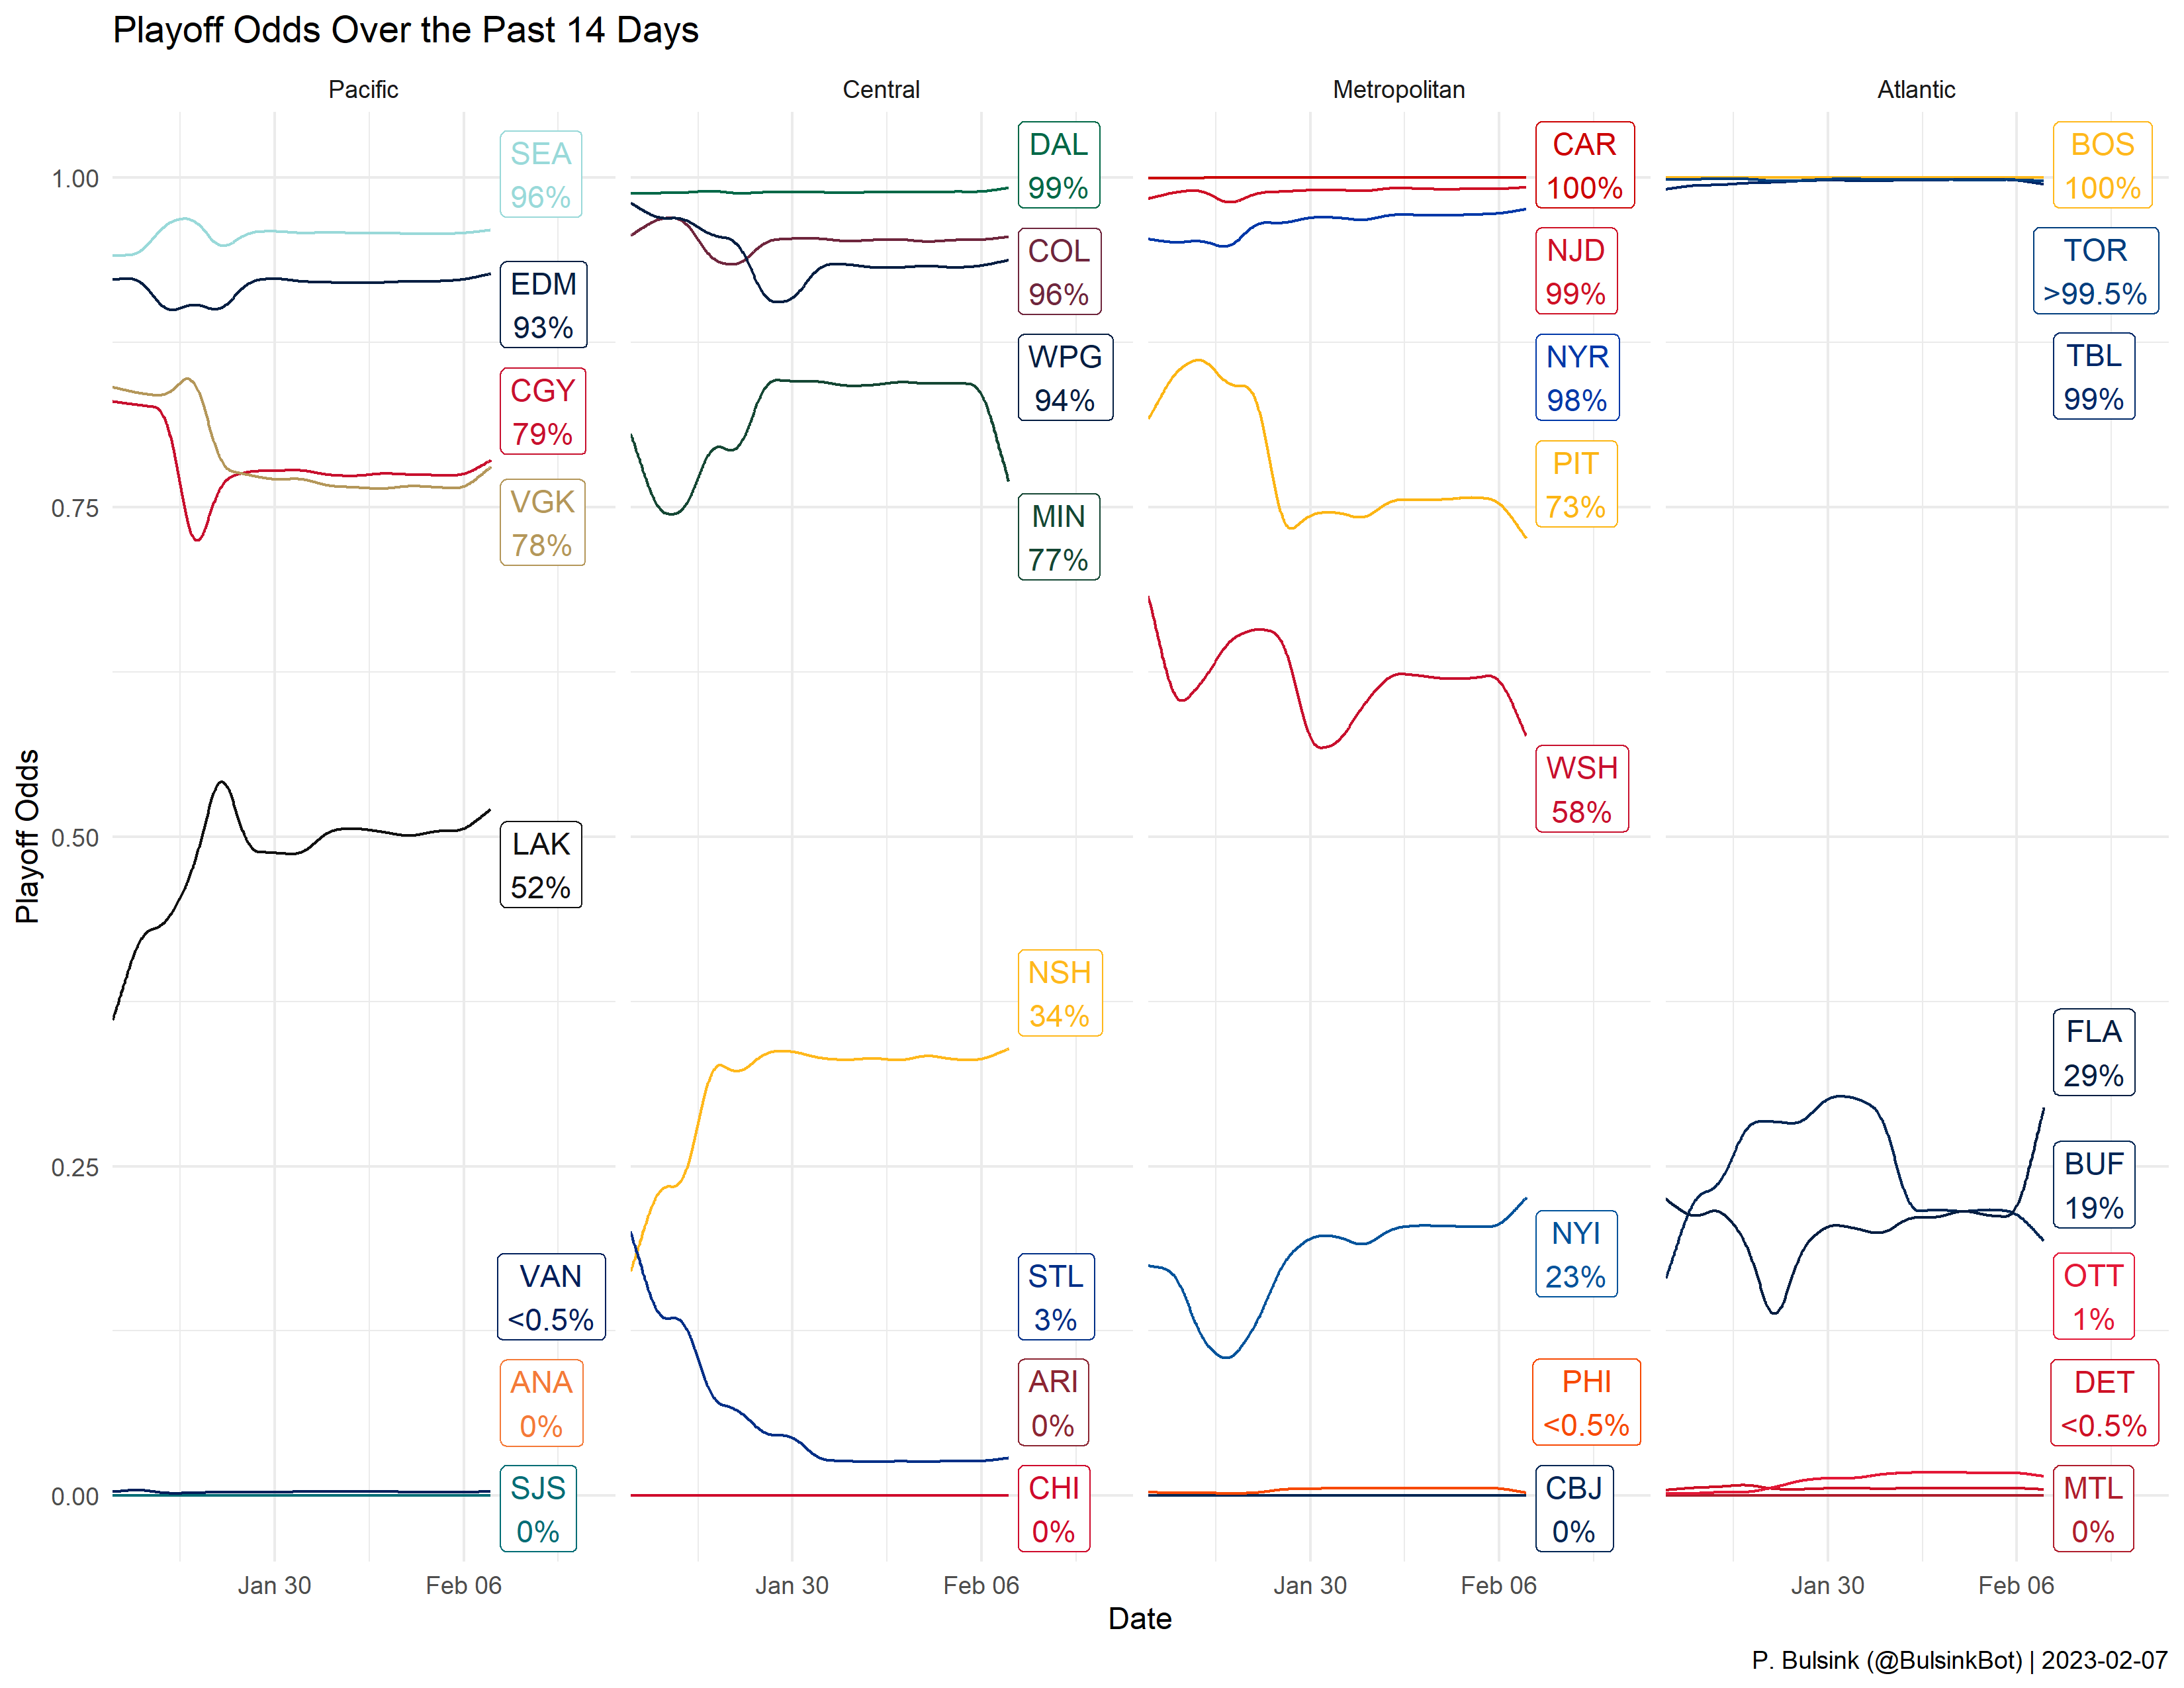 Playoff Odds Over the Past 14 Days
Pacific
Central
Metropolitan
Atlantic
Playoff Odds
1.00
0.75
0.50
0.25
0.00
SEA
96%
EDM
93%
CGY
79%
VGK
78%
LAK
52%
VAN
<0.5%
ANA
0%
SJS
0%
DAL
99%
COL
96%
WPG
94%
MIN
77%
NSH
34%
STL
3%
ARI
0%
CHI
0%
CAR
100%
NJD
99%
NYR
98%
PIT
73%
WSH
58%
NYI
23%
PHI
<0.5%
CBJ
0%
BOS
100%
TOR
>99.5%
TBL
99%
FLA
29%
BUF
19%
OTT
1%
DET
<0.5%
MTL
0%
Jan 30
Feb 06
Jan 30
Feb 06
Jan 30
Feb 06
Jan 30
Feb 06
Date
P. Bulsink (@BulsinkBot) | 2023-02-07